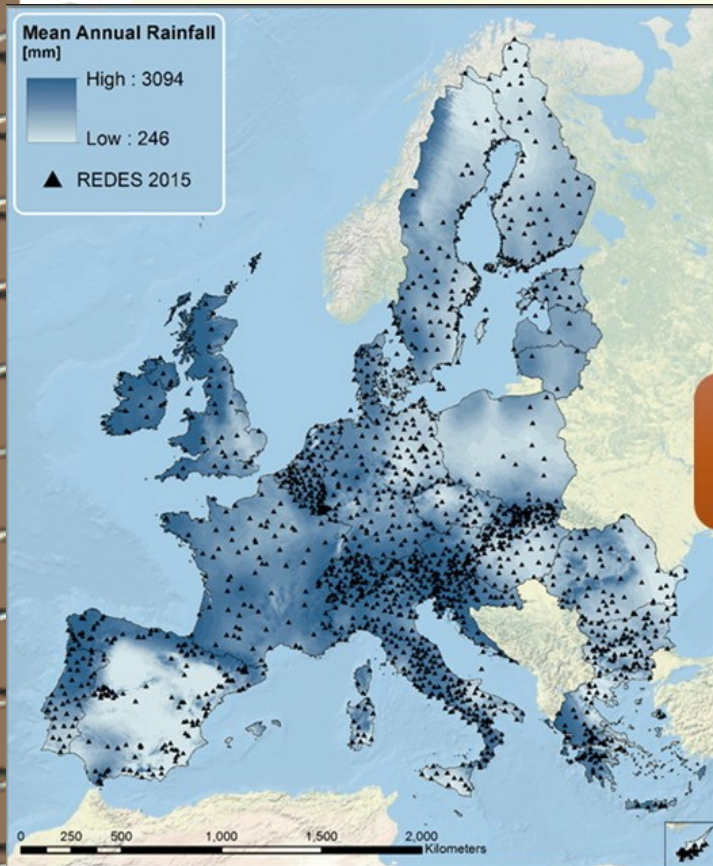 Mean Annual Rainfall
[mm]
High : 3094
Low : 246
REDES 2015
0 250 500 1,000 1,500 2,000
Kilometers